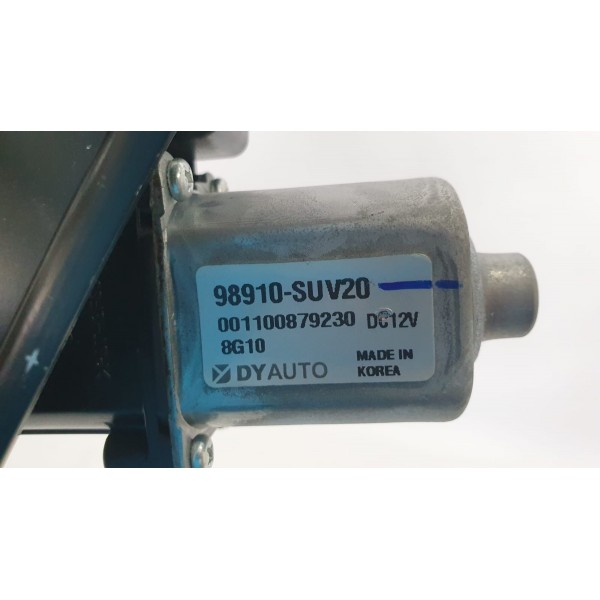 98910-SUV20
001100879230 DC12V
8G10
DYAUTO MADE IN KOREA